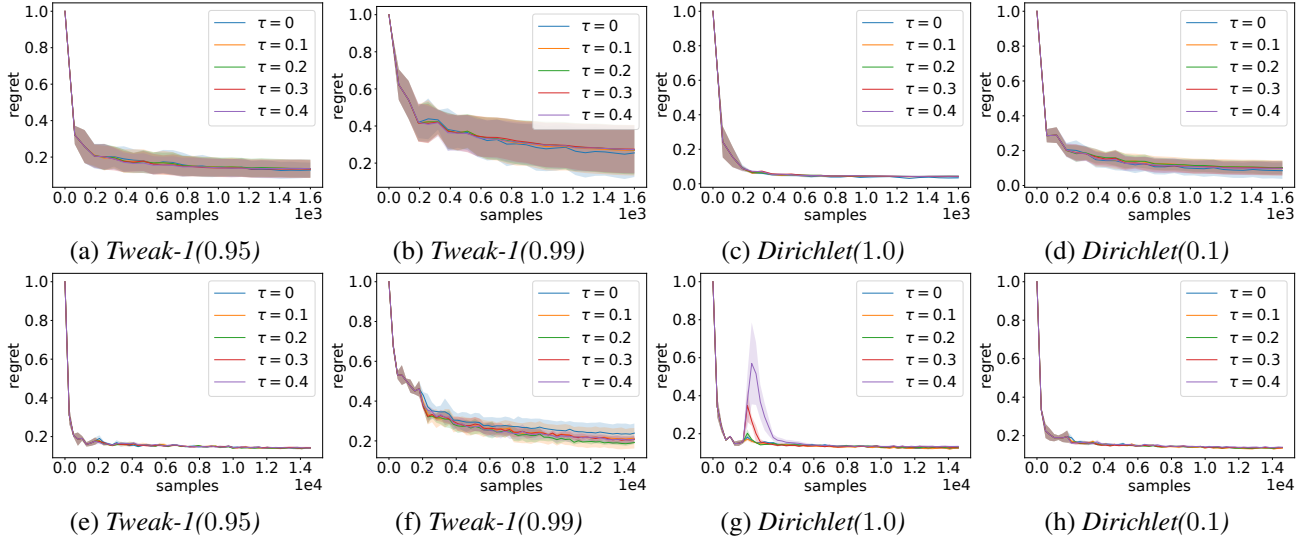 1.0
0.8
0.6
0.4
0.2
regret
τ = 0
τ = 0.1
τ = 0.2
τ = 0.3
τ = 0.4
0.0 0.2 0.4 0.6 0.8 1.0 1.2 1.4 1.6
samples 1e3
(a) Tweak-1(0.95)
1.0
0.8
0.6
0.4
0.2
regret
τ = 0
τ = 0.1
τ = 0.2
τ = 0.3
τ = 0.4
0.0 0.2 0.4 0.6 0.8 1.0 1.2 1.4 1.6
samples 1e3
(b) Tweak-1(0.99)
1.0
0.8
0.6
0.4
0.2
0.0
regret
τ = 0
τ = 0.1
τ = 0.2
τ = 0.3
τ = 0.4
0.0 0.2 0.4 0.6 0.8 1.0 1.2 1.4 1.6
samples 1e3
(c) Dirichlet(1.0)
1.0
0.8
0.6
0.4
0.2
0.0
regret
τ = 0
τ = 0.1
τ = 0.2
τ = 0.3
τ = 0.4
0.0 0.2 0.4 0.6 0.8 1.0 1.2 1.4 1.6
samples 1e3
(d) Dirichlet(0.1)
1.0
0.8
0.6
0.4
0.2
regret
τ = 0
τ = 0.1
τ = 0.2
τ = 0.3
τ = 0.4
0.0 0.2 0.4 0.6 0.8 1.0 1.2 1.4
samples 1e4
(e) Tweak-1(0.95)
1.0
0.8
0.6
0.4
0.2
regret
τ = 0
τ = 0.1
τ = 0.2
τ = 0.3
τ = 0.4
0.0 0.2 0.4 0.6 0.8 1.0 1.2 1.4
samples 1e4
(f) Tweak-1(0.99)
1.0
0.8
0.6
0.4
0.2
regret
τ = 0
τ = 0.1
τ = 0.2
τ = 0.3
τ = 0.4
0.0 0.2 0.4 0.6 0.8 1.0 1.2 1.4
samples 1e4
(g) Dirichlet(1.0)
1.0
0.8
0.6
0.4
0.2
regret
τ = 0
τ = 0.1
τ = 0.2
τ = 0.3
τ = 0.4
0.0 0.2 0.4 0.6 0.8 1.0 1.2 1.4
samples 1e4
(h) Dirichlet(0.1)